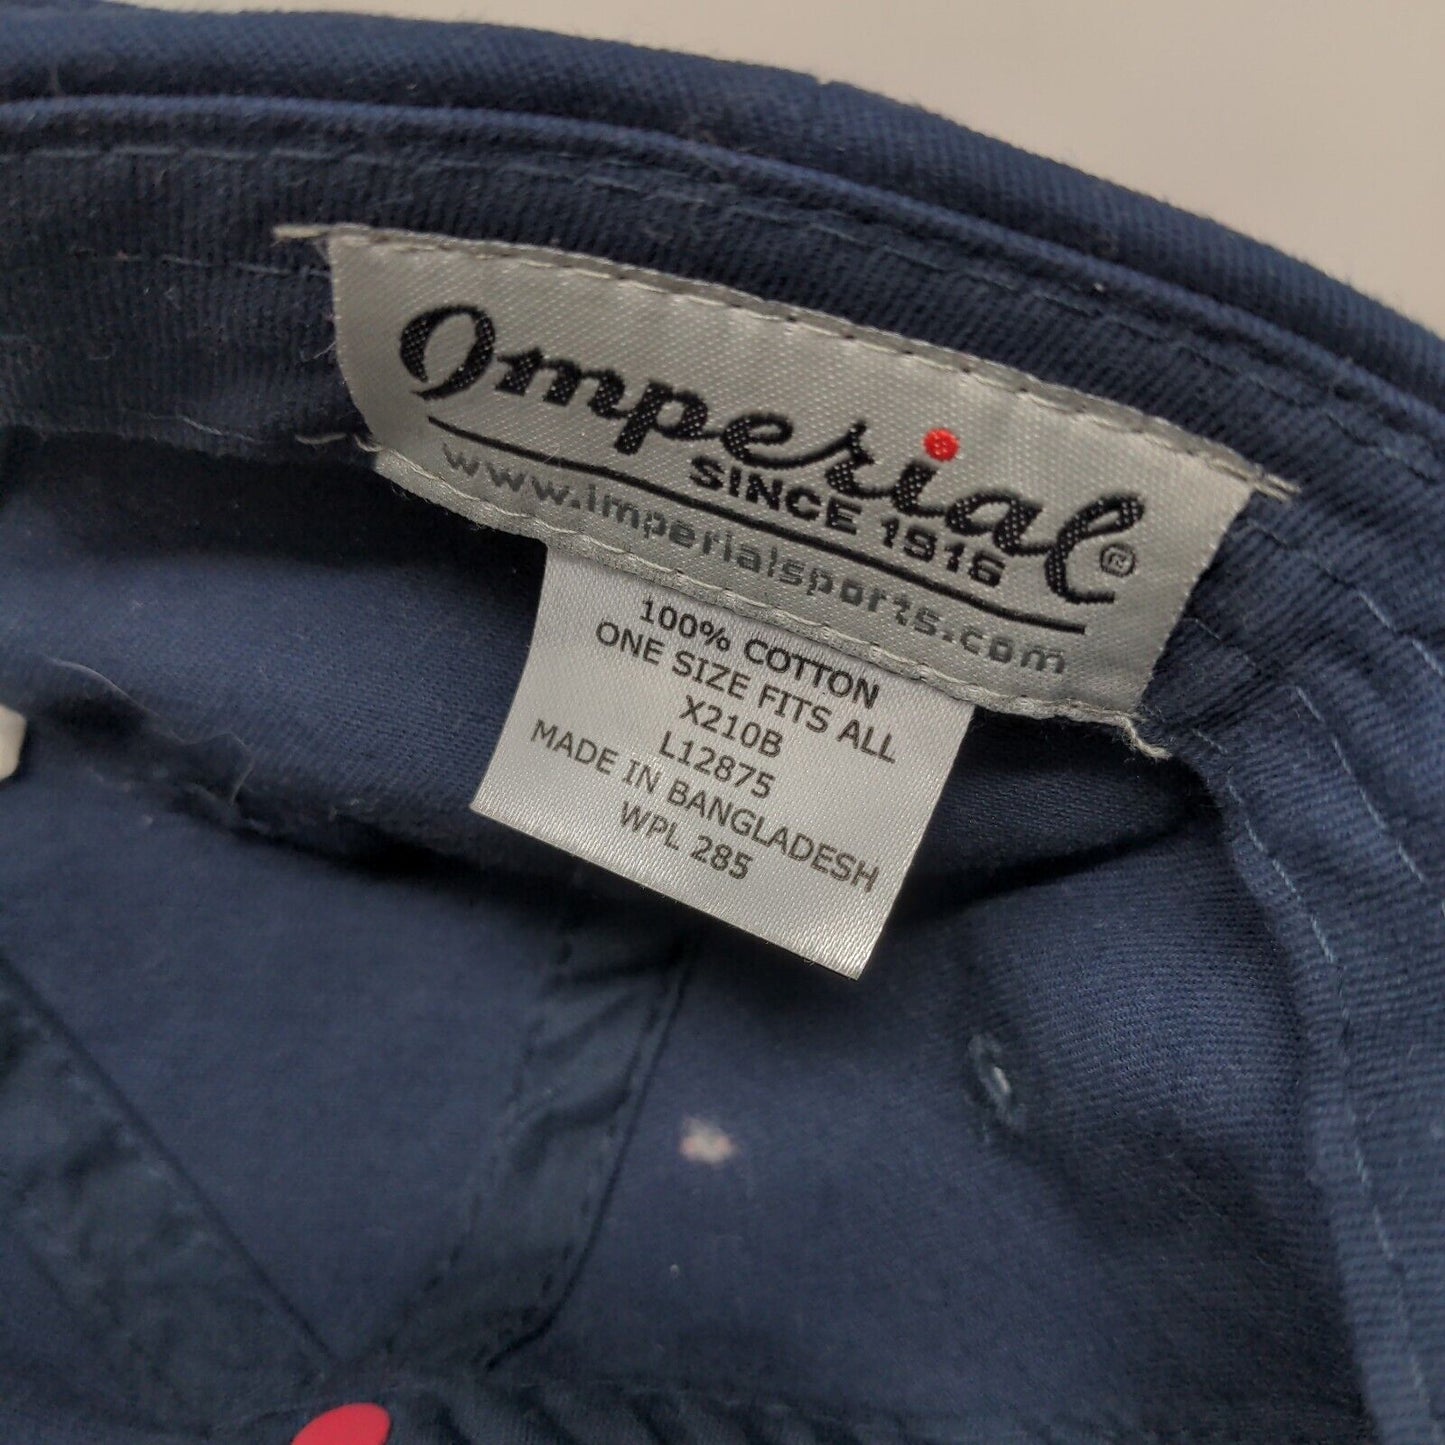 Imperial®
SINCE 1916
www.imperialsports.com
100% COTTON
ONE SIZE FITS ALL
X210B
L12875
MADE IN BANGLADESH
WPL 285